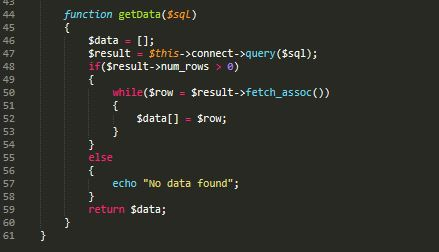 43
44 function getData($sql)
45 {
46 $data = [];
47 $result = $this->connect->query($sql);
48 if($result->num_rows > 0)
49 {
50 while($row = $result->fetch_assoc())
51 {
52 $data[] = $row;
53 }
54 }
55 else
56 {
57 echo "No data found";
58 }
59 return $data;
60 }
61 }